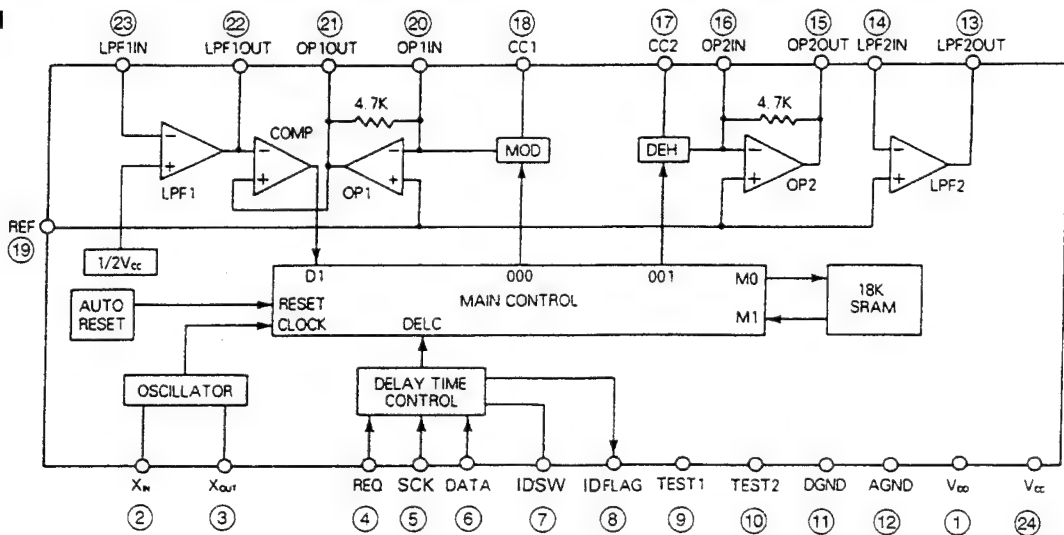 23 22 21 20 18 17 16 15 14 13
LPF1IN LPF1OUT OP1OUT OP1IN CC1 CC2 OP2IN OP2OUT LPF2IN LPF2OUT
4.7K 4.7K
COMP
MOD DEH
LPF1 OP1 OP2 LPF2
REF
19
1/2Vcc
D1 000 001 M0
MAIN CONTROL
18K
SRAM
AUTO
RESET
RESET
CLOCK DELC M1
OSCILLATOR
DELAY TIME
CONTROL
XIN XOUT REQ SCK DATA IDSW IDFLAG TEST1 TEST2 DGND AGND VDD VCC
2 3 4 5 6 7 8 9 10 11 12 1 24